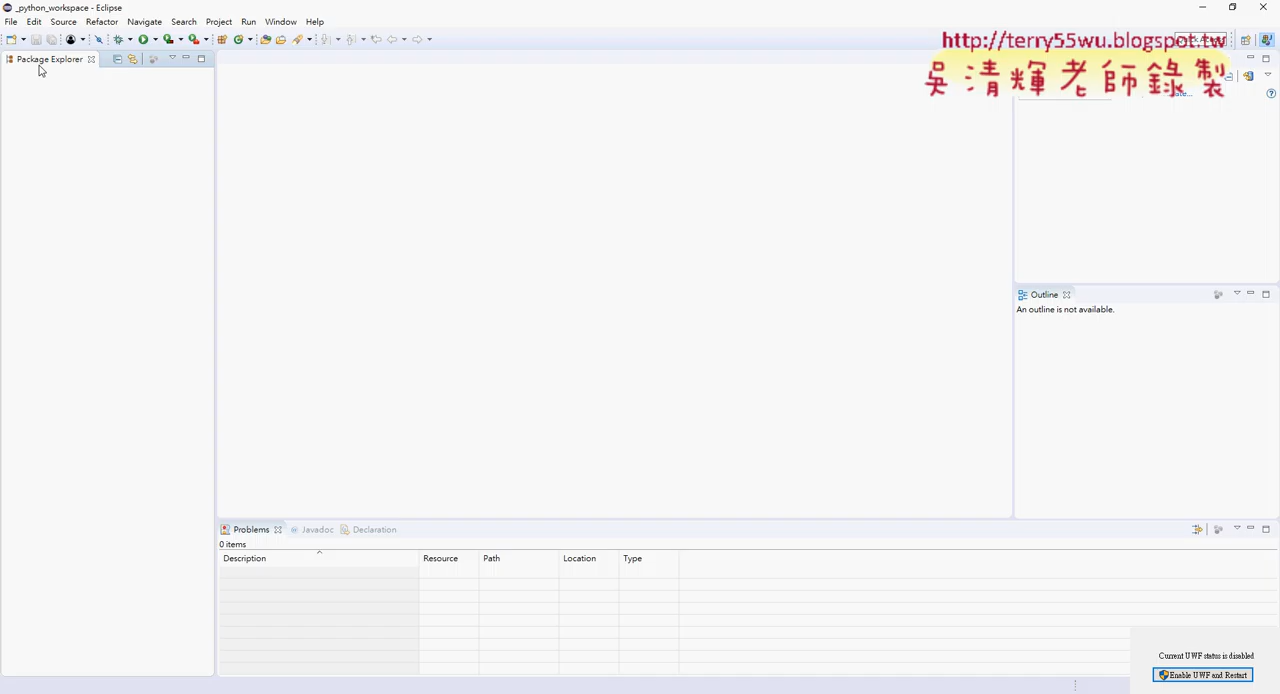 _python_workspace - Eclipse
File Edit Source Refactor Navigate Search Project Run Window Help
http://terry55wu.blogspot.tw
吳清輝老師錄製
Package Explorer
Outline
An outline is not available.
Problems Javadoc Declaration
0 items
Description Resource Path Location Type
Current UWF status is disabled
Enable UWF and Restart